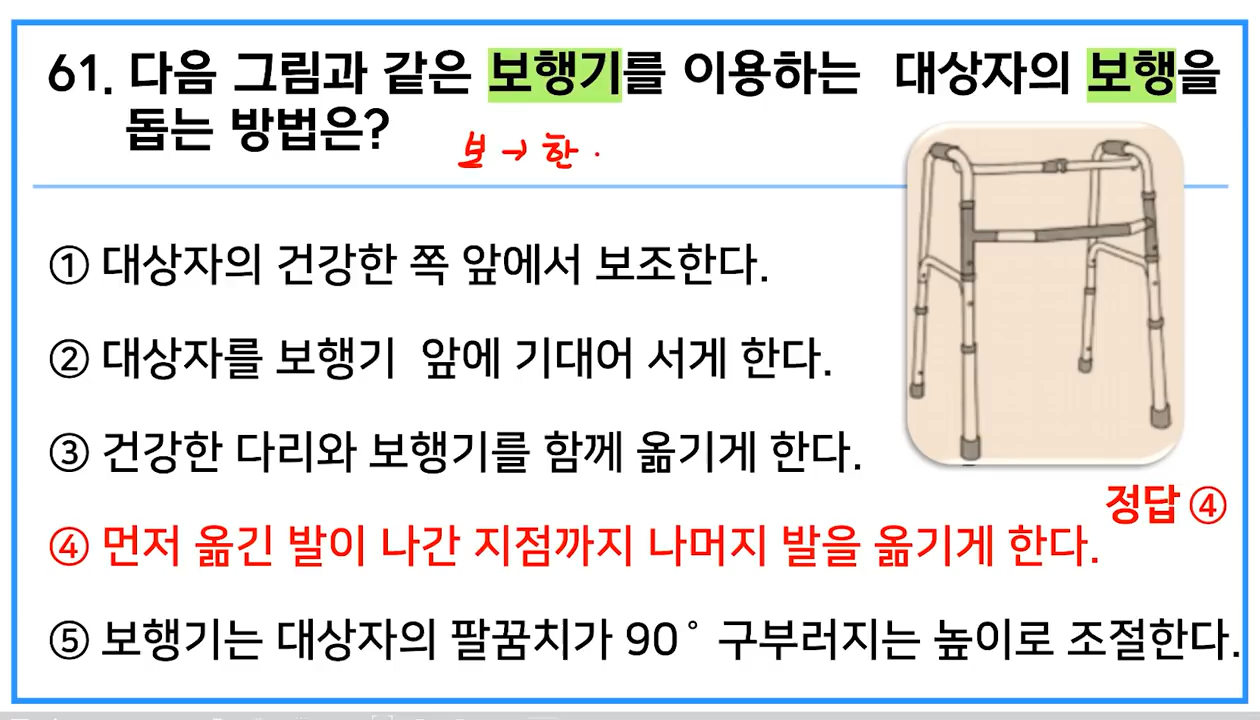 61. 다음 그림과 같은 보행기를 이용하는 대상자의 보행을
돕는 방법은?
보 → 한 ·
① 대상자의 건강한 쪽 앞에서 보조한다.
② 대상자를 보행기 앞에 기대어 서게 한다.
③ 건강한 다리와 보행기를 함께 옮기게 한다.
정답 ④
④ 먼저 옮긴 발이 나간 지점까지 나머지 발을 옮기게 한다.
⑤ 보행기는 대상자의 팔꿈치가 90˚ 구부러지는 높이로 조절한다.